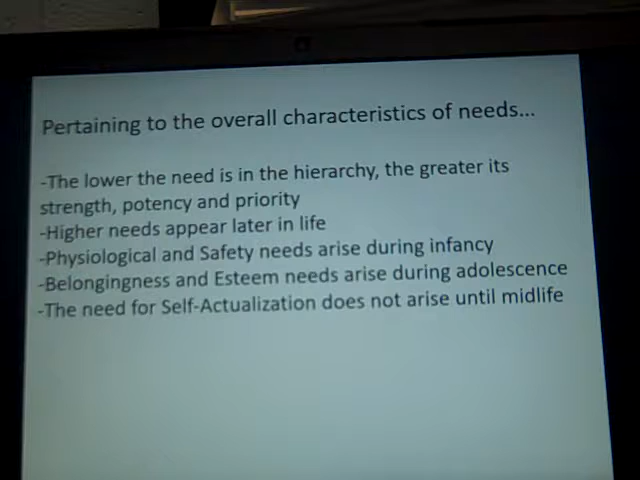 Pertaining to the overall characteristics of needs...
-The lower the need is in the hierarchy, the greater its
strength, potency and priority
-Higher needs appear later in life
-Physiological and Safety needs arise during infancy
-Belongingness and Esteem needs arise during adolescence
-The need for Self-Actualization does not arise until midlife